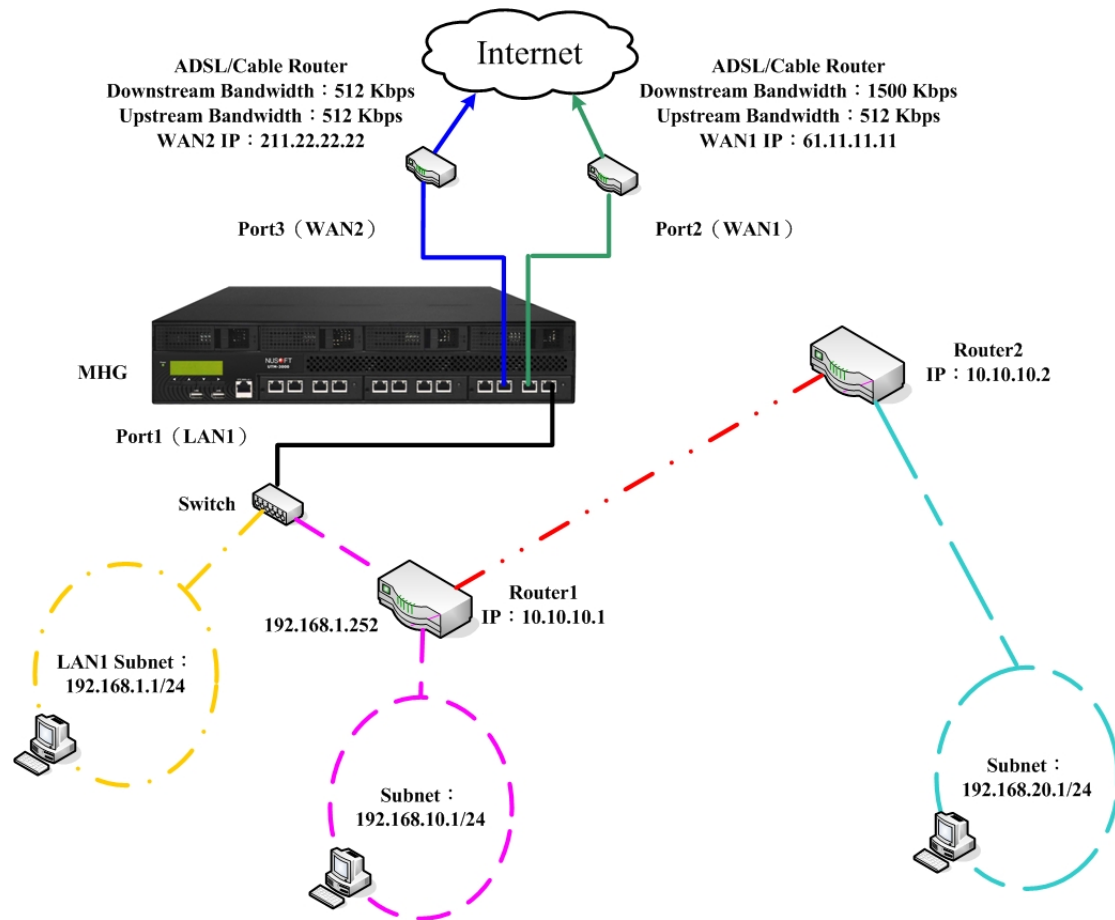 Internet
ADSL/Cable Router
Downstream Bandwidth：512 Kbps
Upstream Bandwidth：512 Kbps
WAN2 IP：211.22.22.22
ADSL/Cable Router
Downstream Bandwidth：1500 Kbps
Upstream Bandwidth：512 Kbps
WAN1 IP：61.11.11.11
Port3（WAN2）
Port2（WAN1）
MHG
NUSOFT
UTM-3000
Port1（LAN1）
Router2
IP：10.10.10.2
Switch
Router1
IP：10.10.10.1
192.168.1.252
LAN1 Subnet：
192.168.1.1/24
Subnet：
192.168.10.1/24
Subnet：
192.168.20.1/24